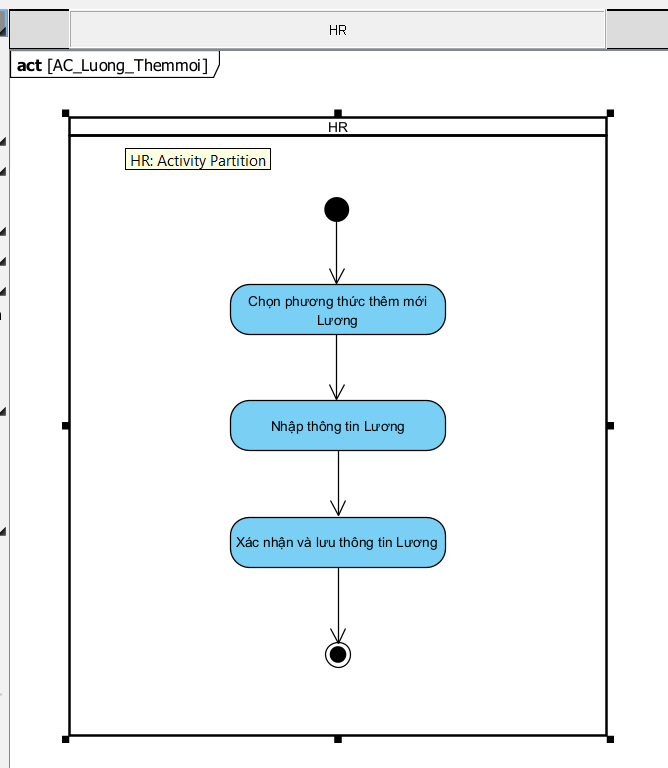 HR
act [AC_Luong_Themmoi]
HR
HR: Activity Partition
Chọn phương thức thêm mới
Lương
Nhập thông tin Lương
Xác nhận và lưu thông tin Lương